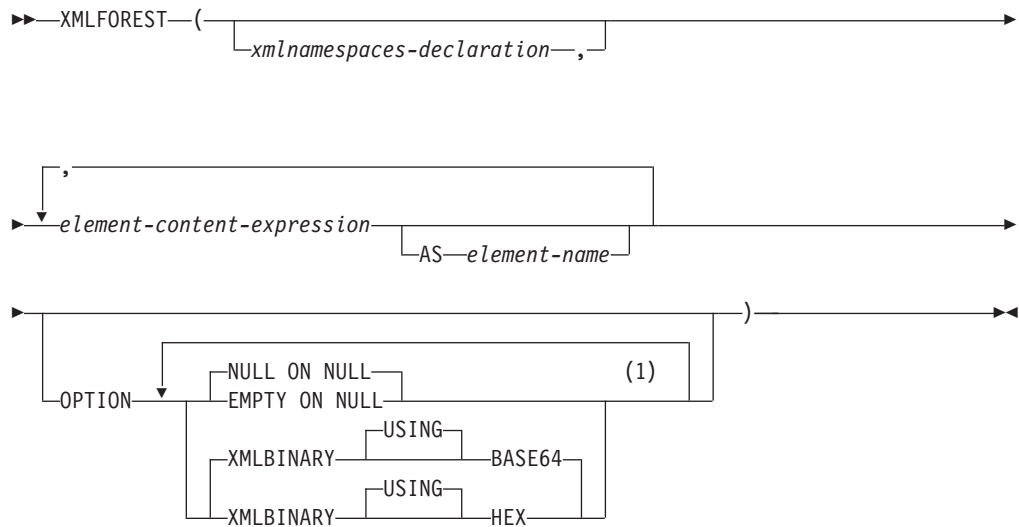 XMLFOREST (
xmlnamespaces-declaration ,
,
element-content-expression
AS element-name
)
NULL ON NULL (1)
OPTION EMPTY ON NULL
USING
XMLBINARY BASE64
USING
XMLBINARY HEX